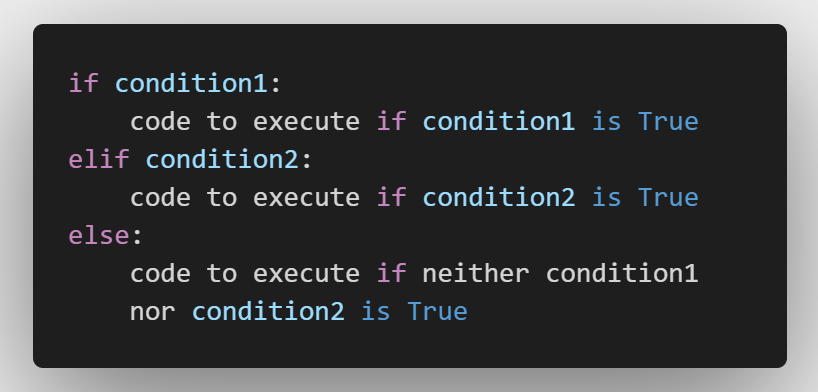 if condition1:
    code to execute if condition1 is True
elif condition2:
    code to execute if condition2 is True
else:
    code to execute if neither condition1
    nor condition2 is True